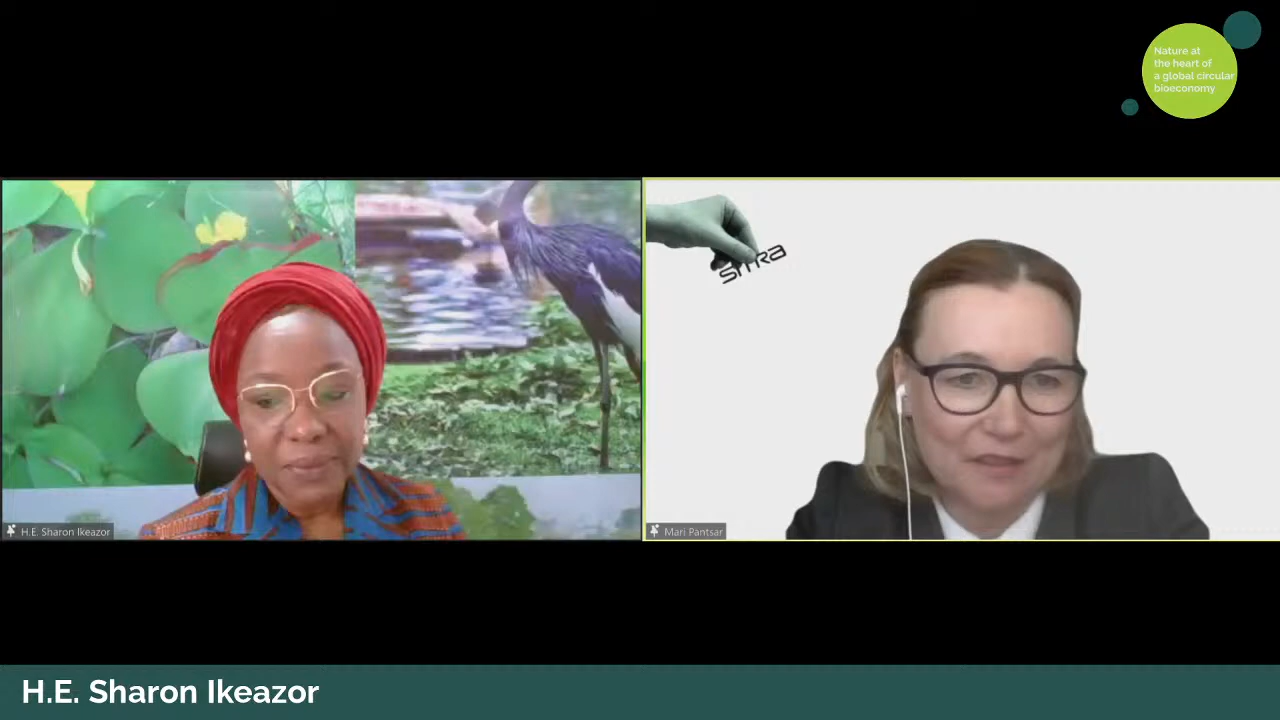 Nature at
the heart of
a global circular
bioeconomy
SITRA
H.E. Sharon Ikeazor
Mari Pantsar
H.E. Sharon Ikeazor